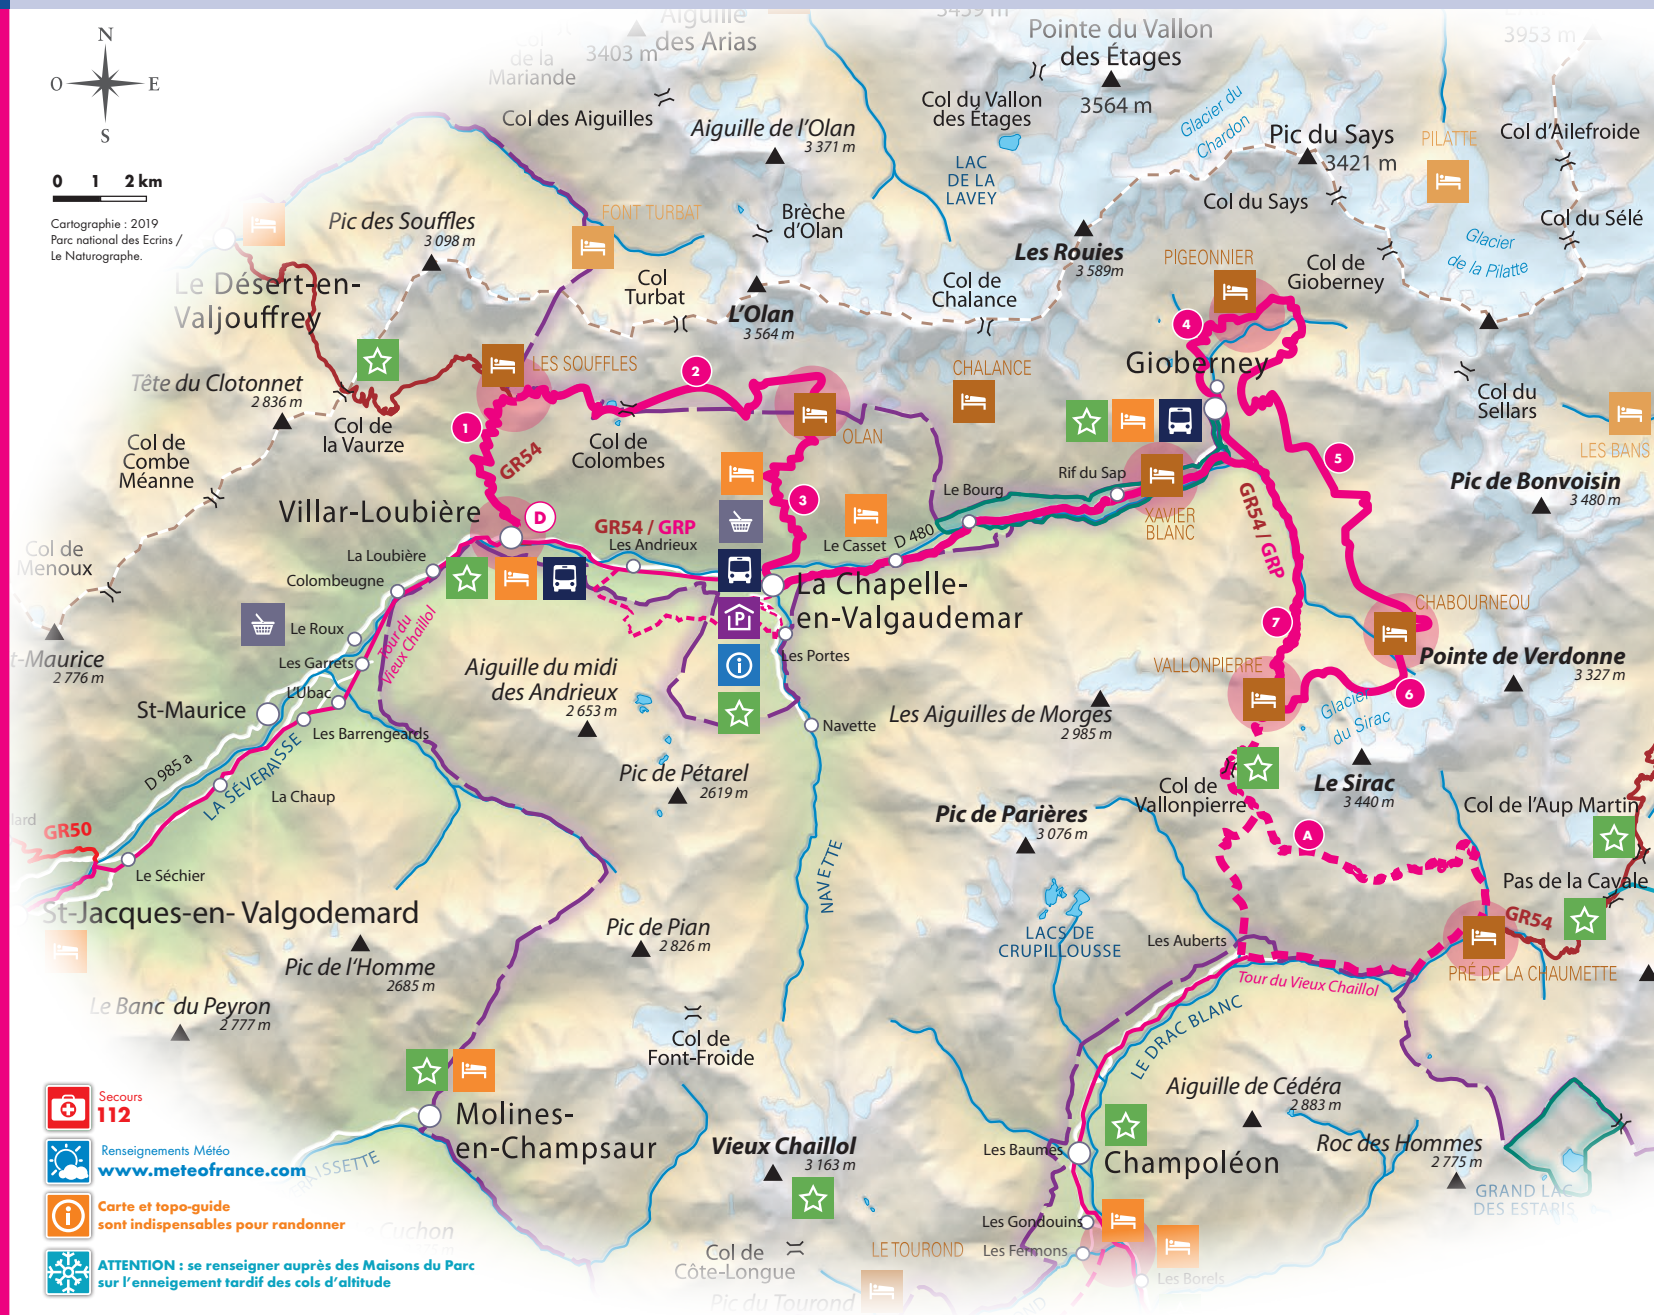 N
O
E
S
0 1 2 km
Cartographie : 2019
Parc national des Ecrins /
Le Naturographe.
Col
de la
Mariande
3403 m
Aiguille
des Arias
3459 m
Pointe du Vallon
des Étages
3564 m
3953 m
Col des Aiguilles
Aiguille de l'Olan
3 371 m
Col du Vallon
des Étages
Glacier du
Chardon
Pic du Says
3421 m
PILATTE
Col d'Ailefroide
LAC
DE LA
LAVEY
Col du Says
Col du Sélé
Pic des Souffles
3 098 m
FONT TURBAT
Brèche
d'Olan
Les Rouies
3 589m
PIGEONNIER
Col de
Gioberney
Glacier
de la Pilatte
Le Désert-en-
Valjouffrey
Col
Turbat
L'Olan
3 564 m
Col de
Chalance
4
Gioberney
LES SOUFFLES
2
CHALANCE
Tête du Clotonnet
2 836 m
Col du
Sellars
Col de
la Vaurze
1
GR54
Col de
Colombes
OLAN
LES BANS
Col de
Combe
Méanne
5
Pic de Bonvoisin
3 480 m
Villar-Loubière
D
GR54 / GRP
3
Le Bourg
Rif du Sap
XAVIER
BLANC
GR54 / GRP
La Loubière
Les Andrieux
Le Casset
D 480
Col de
Menoux
Colombeugne
La Chapelle-
en-Valgaudemar
P
CHABOURNEOU
Le Roux
Tour du
Vieux Chaillol
7
t-Maurice
2 776 m
Les Garrets
Aiguille du midi
des Andrieux
2 653 m
Les Portes
VALLONPIERRE
Pointe de Verdonne
3 327 m
6
L'Ubac
St-Maurice
Les Barrengeards
Navette
Les Aiguilles de Morges
2 985 m
Glacier
du Sirac
D 985 a
LA SÉVERAISSE
La Chaup
Pic de Pétarel
2619 m
Col de
Vallonpierre
Le Sirac
3 440 m
Col de l'Aup Martin
lard
GR50
Pic de Parières
3 076 m
A
Le Séchier
NAVETTE
Pas de la Cavale
St-Jacques-en- Valgodemard
Pic de Pian
2 826 m
LACS DE
CRUPILLOUSSE
Les Auberts
GR54
Pic de l'Homme
2685 m
Tour du Vieux Chaillol
PRÉ DE LA CHAUMETTE
Le Banc du Peyron
2 777 m
Col de
Font-Froide
LE DRAC BLANC
Secours
112
Molines-
en-Champsaur
Aiguille de Cédéra
2 883 m
Renseignements Météo
www.meteofrance.com
RAISSETTE
Vieux Chaillol
3 163 m
Les Baumes
Champoléon
Roc des Hommes
2 775 m
GRAND LAC
DES ESTARIS
Carte et topo-guide
sont indispensables pour randonner
Cuchon
Les Gondouins
Col de
Côte-Longue
LE TOUROND
Les Fermons
ATTENTION : se renseigner auprès des Maisons du Parc
sur l'enneigement tardif des cols d'altitude
Les Borels
Pic du Tourond